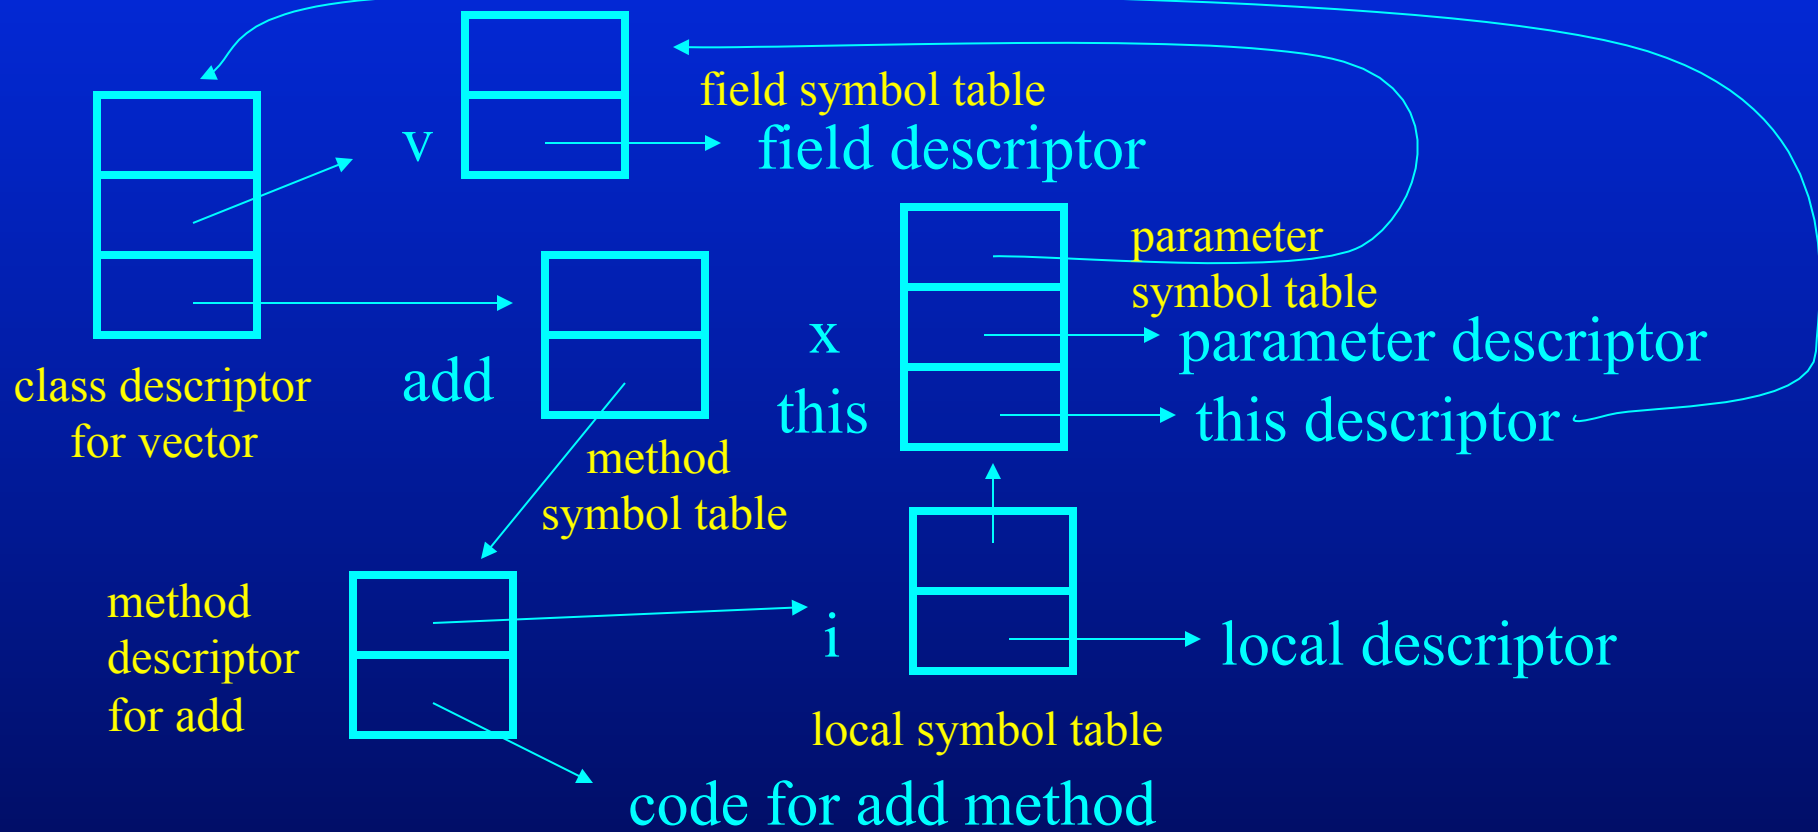 field symbol table
v
field descriptor
parameter
symbol table
x
parameter descriptor
class descriptor
for vector
add
this
this descriptor
method
symbol table
method
descriptor
for add
i
local descriptor
local symbol table
code for add method